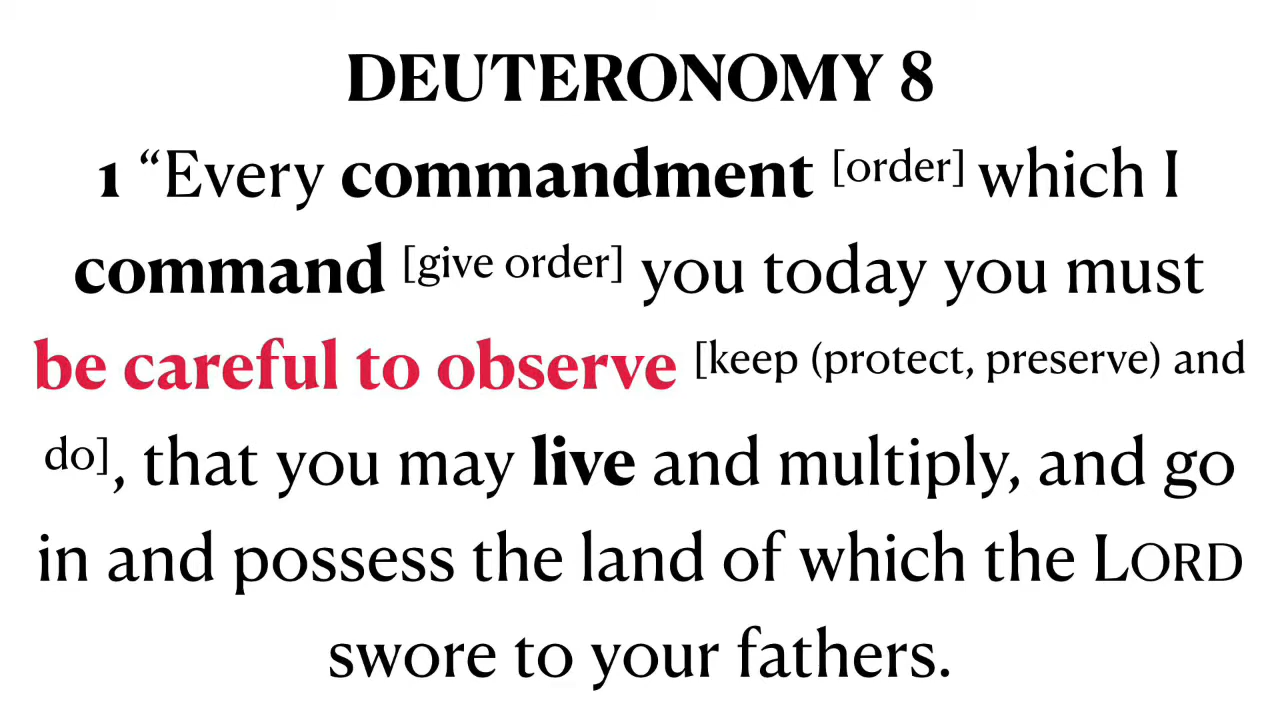 DEUTERONOMY 8
1 “Every commandment [order] which I
command [give order] you today you must
be careful to observe [keep (protect, preserve) and
do], that you may live and multiply, and go
in and possess the land of which the LORD
swore to your fathers.